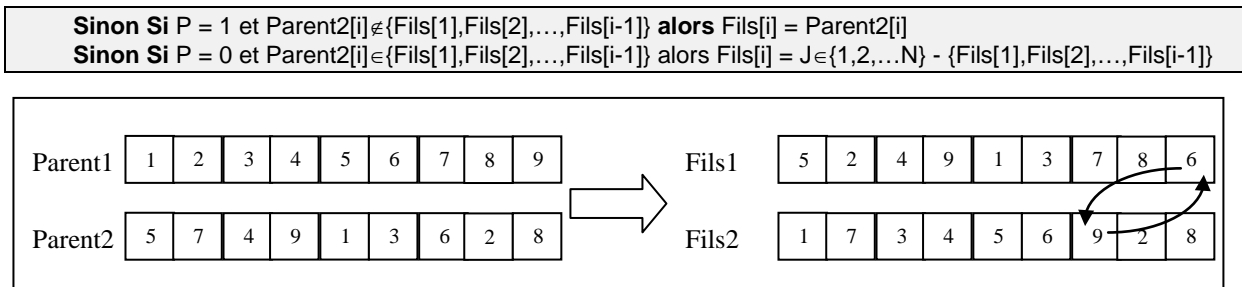 Sinon Si P = 1 et Parent2[i]∉{Fils[1],Fils[2],…,Fils[i-1]} alors Fils[i] = Parent2[i]
Sinon Si P = 0 et Parent2[i]∈{Fils[1],Fils[2],…,Fils[i-1]} alors Fils[i] = J∈{1,2,…N} - {Fils[1],Fils[2],…,Fils[i-1]}
Parent1 1 2 3 4 5 6 7 8 9 Fils1 5 2 4 9 1 3 7 8 6
Parent2 5 7 4 9 1 3 6 2 8 Fils2 1 7 3 4 5 6 9 2 8